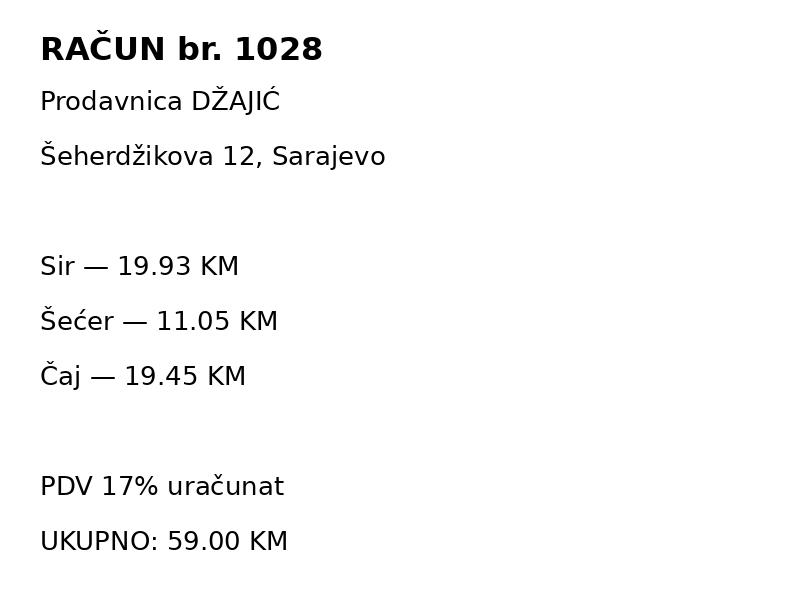 RAČUN br. 1028
Prodavnica DŽAJIĆ
Šeherdžikova 12, Sarajevo
Sir — 19.93 KM
Šećer — 11.05 KM
Čaj — 19.45 KM
PDV 17% uračunat
UKUPNO: 59.00 KM